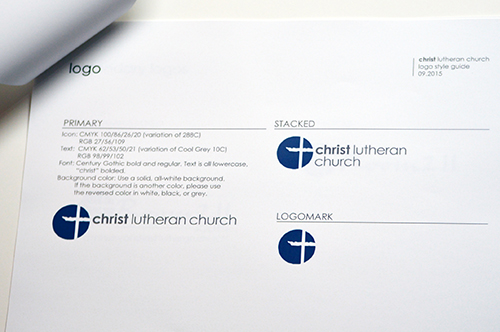 logo
christ lutheran church
logo style guide
09.2015
PRIMARY
Icon: CMYK 100/86/26/20 (variation of 288C)
RGB 27/56/109
Text: CMYK 62/53/50/21 (variation of Cool Grey 10C)
RGB 98/99/102
Font: Century Gothic bold and regular. Text is all lowercase,
"christ" bolded.
Background color: Use a solid, all-white background.
If the background is another color, please use
the reversed color in white, black, or grey.
christ lutheran church
STACKED
christ lutheran
church
LOGOMARK